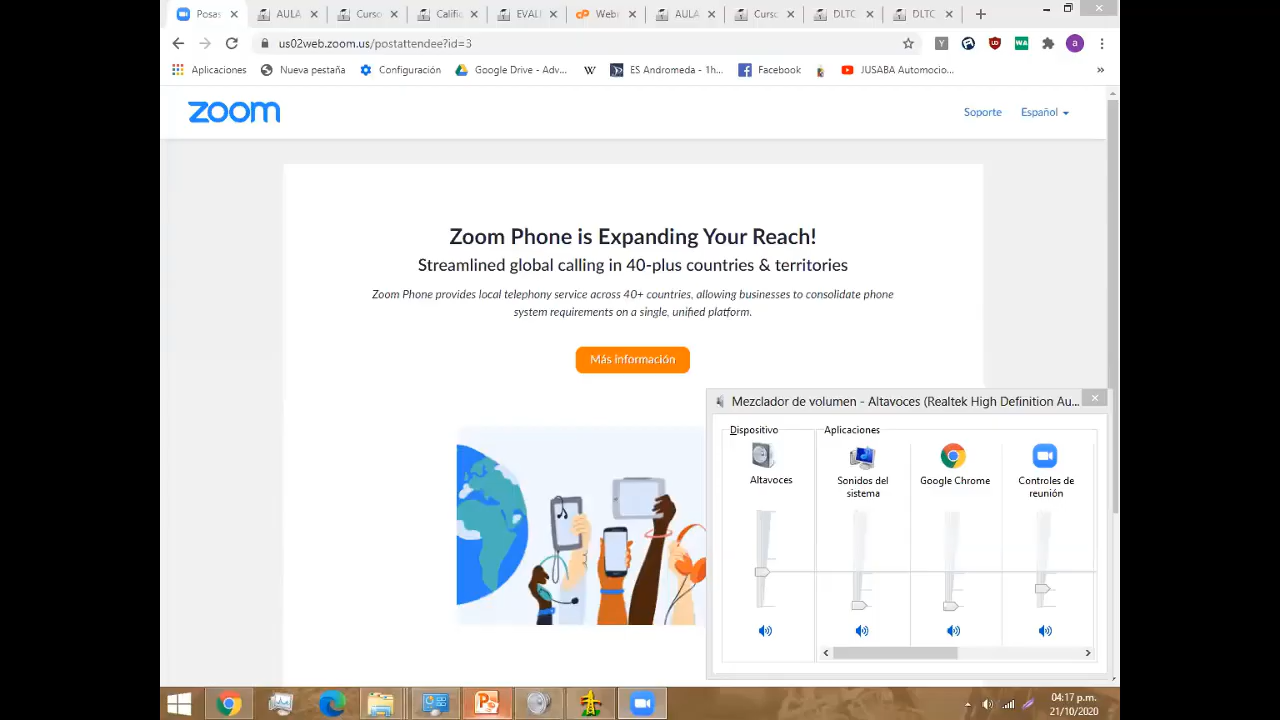 Posa
AULA
Curso
Califi
EVALI
Web
AULA
Curso
DLTC
DLTC
us02web.zoom.us/postattendee?id=3
Aplicaciones
Nueva pestaña
Configuración
Google Drive - Adv...
ES Andromeda - 1h...
Facebook
JUSABA Automocio...
zoom
Soporte
Español
Zoom Phone is Expanding Your Reach!
Streamlined global calling in 40-plus countries & territories
Zoom Phone provides local telephony service across 40+ countries, allowing businesses to consolidate phone
system requirements on a single, unified platform.
Más información
Mezclador de volumen - Altavoces (Realtek High Definition Au...
Dispositivo
Aplicaciones
Altavoces
Sonidos del
sistema
Google Chrome
Controles de
reunión
04:17 p.m.
21/10/2020